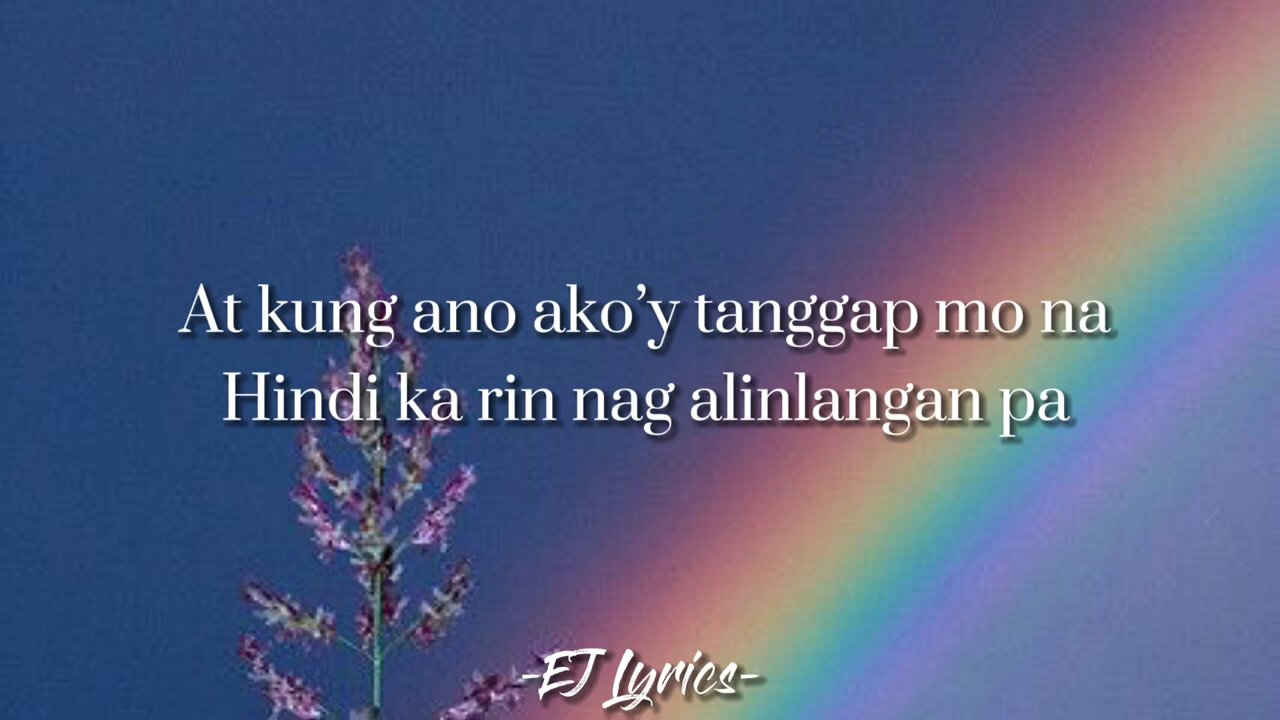 At kung ano ako’y tanggap mo na
Hindi ka rin nag alinlangan pa
-EJ Lyrics-